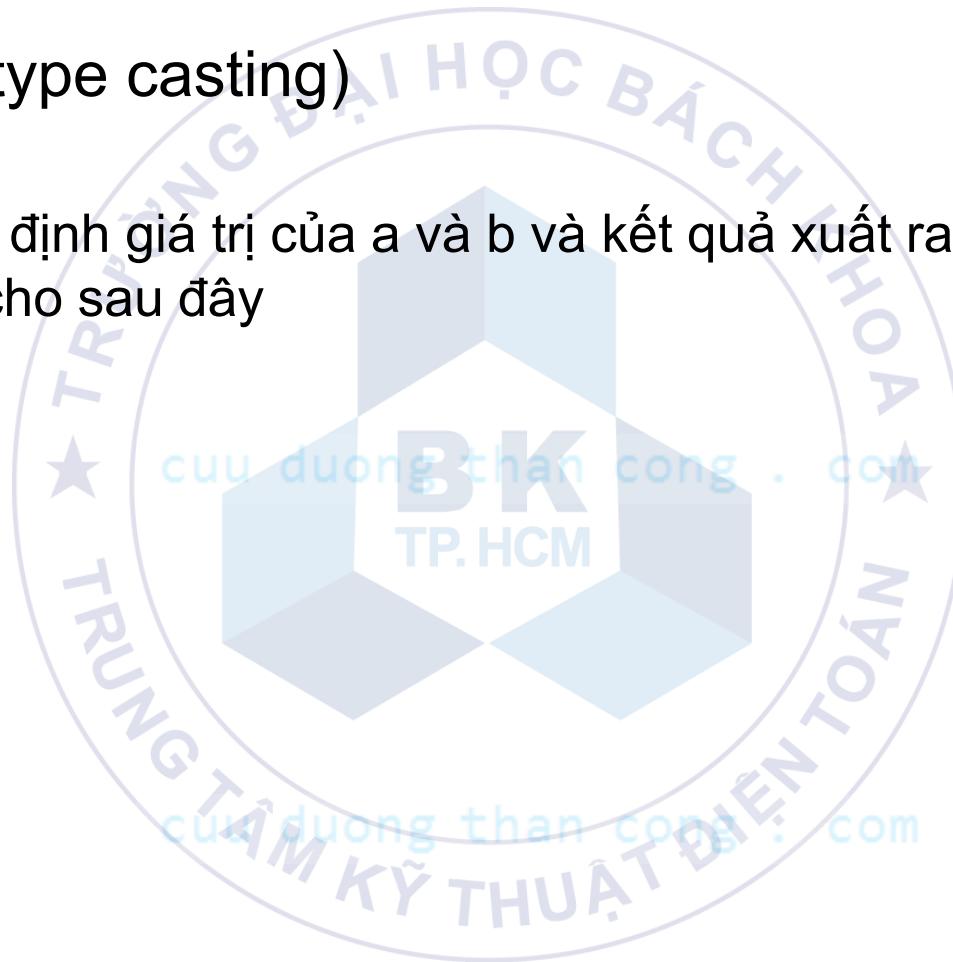 type casting)
định giá trị của a và b và kết quả xuất ra
cho sau đây
TRƯỜNG ĐẠI HỌC BÁCH KHOA
cuu duong than cong . com
BK
TP. HCM
cuu duong than cong . com
TRUNG TÂM KỸ THUẬT ĐIỆN TOÁN